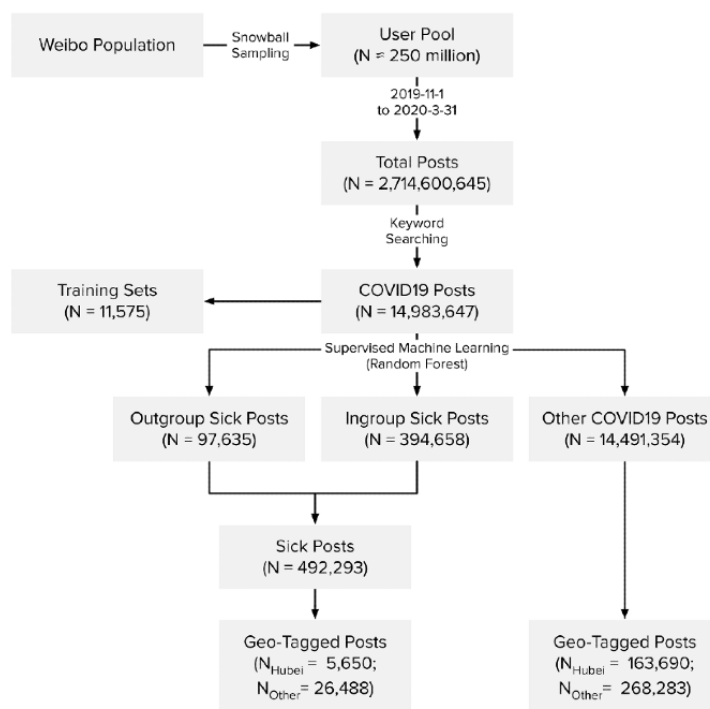 Weibo Population
Snowball
Sampling
User Pool
(N ≈ 250 million)
2019-11-1
to 2020-3-31
Total Posts
(N = 2,714,600,645)
Keyword
Searching
Training Sets
(N = 11,575)
COVID19 Posts
(N = 14,983,647)
Supervised Machine Learning
(Random Forest)
Outgroup Sick Posts
(N = 97,635)
Ingroup Sick Posts
(N = 394,658)
Other COVID19 Posts
(N = 14,491,354)
Sick Posts
(N = 492,293)
Geo-Tagged Posts
(NHubei = 5,650;
NOther= 26,488)
Geo-Tagged Posts
(NHubei = 163,690;
NOther= 268,283)